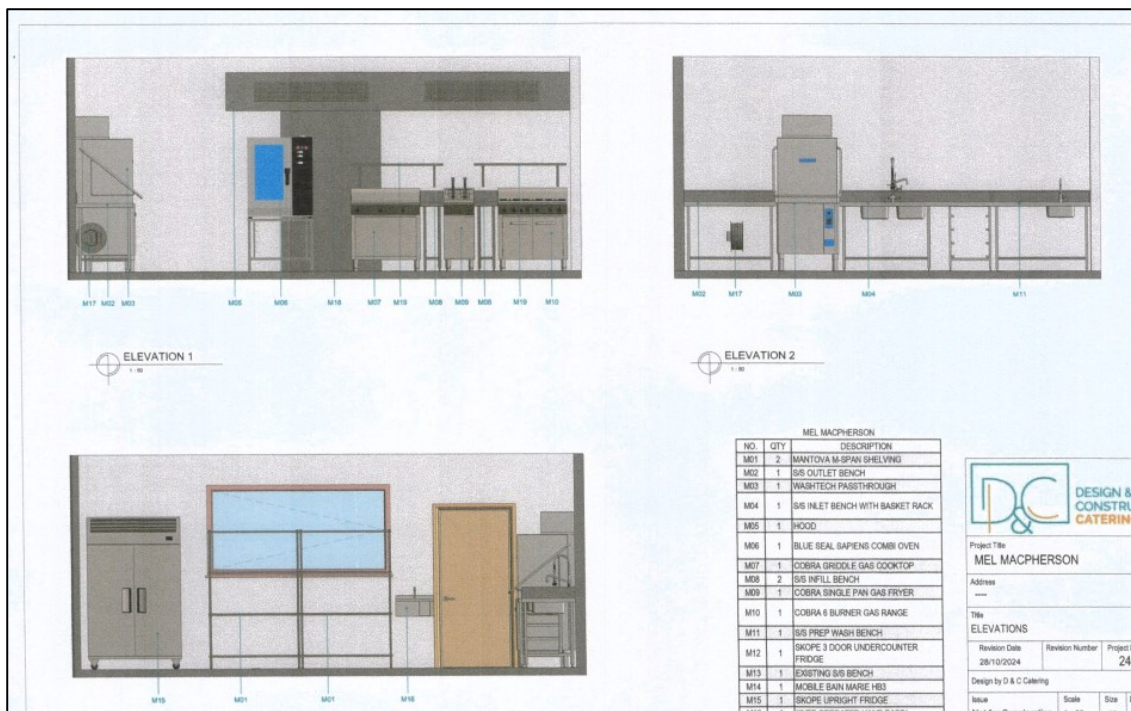 M17 M02 M03 M05 M06 M18 M07 M19 M08 M09 M08 M19 M10
M02 M17 M03 M04 M11
ELEVATION 1
1 : 50
ELEVATION 2
1 : 50
M15 M01 M01 M16
MEL MACPHERSON
NO. QTY DESCRIPTION
M01 2 MANTOVA M-SPAN SHELVING
M02 1 S/S OUTLET BENCH
M03 1 WASHTECH PASSTHROUGH
M04 1 S/S INLET BENCH WITH BASKET RACK
M05 1 HOOD
M06 1 BLUE SEAL SAPIENS COMBI OVEN
M07 1 COBRA GRIDDLE GAS COOKTOP
M08 2 S/S INFILL BENCH
M09 1 COBRA SINGLE PAN GAS FRYER
M10 1 COBRA 6 BURNER GAS RANGE
M11 1 S/S PREP WASH BENCH
M12 1 SKOPE 3 DOOR UNDERCOUNTER
FRIDGE
M13 1 EXISTING S/S BENCH
M14 1 MOBILE BAIN MARIE HB3
M15 1 SKOPE UPRIGHT FRIDGE
D&C
DESIGN &
CONSTRU
CATERIN
Project Title
MEL MACPHERSON
Address
----
Title
ELEVATIONS
Revision Date Revision Number Project
28/10/2024 24
Design by D & C Catering
Issue Scale Size